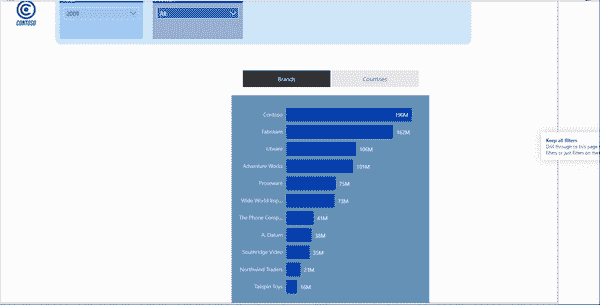 2009
All
CONTOSO
Brands
Countries
Contoso 190M
Fabrikam 162M
Litware 106M
Adventure Works 101M
Proseware 75M
Wide World Imp... 73M
The Phone Comp... 41M
A. Datum 38M
Southridge Video 35M
Northwind Traders 21M
Tailspin Toys 16M
Keep all filters
Drill through to this page
filters or just filters on the